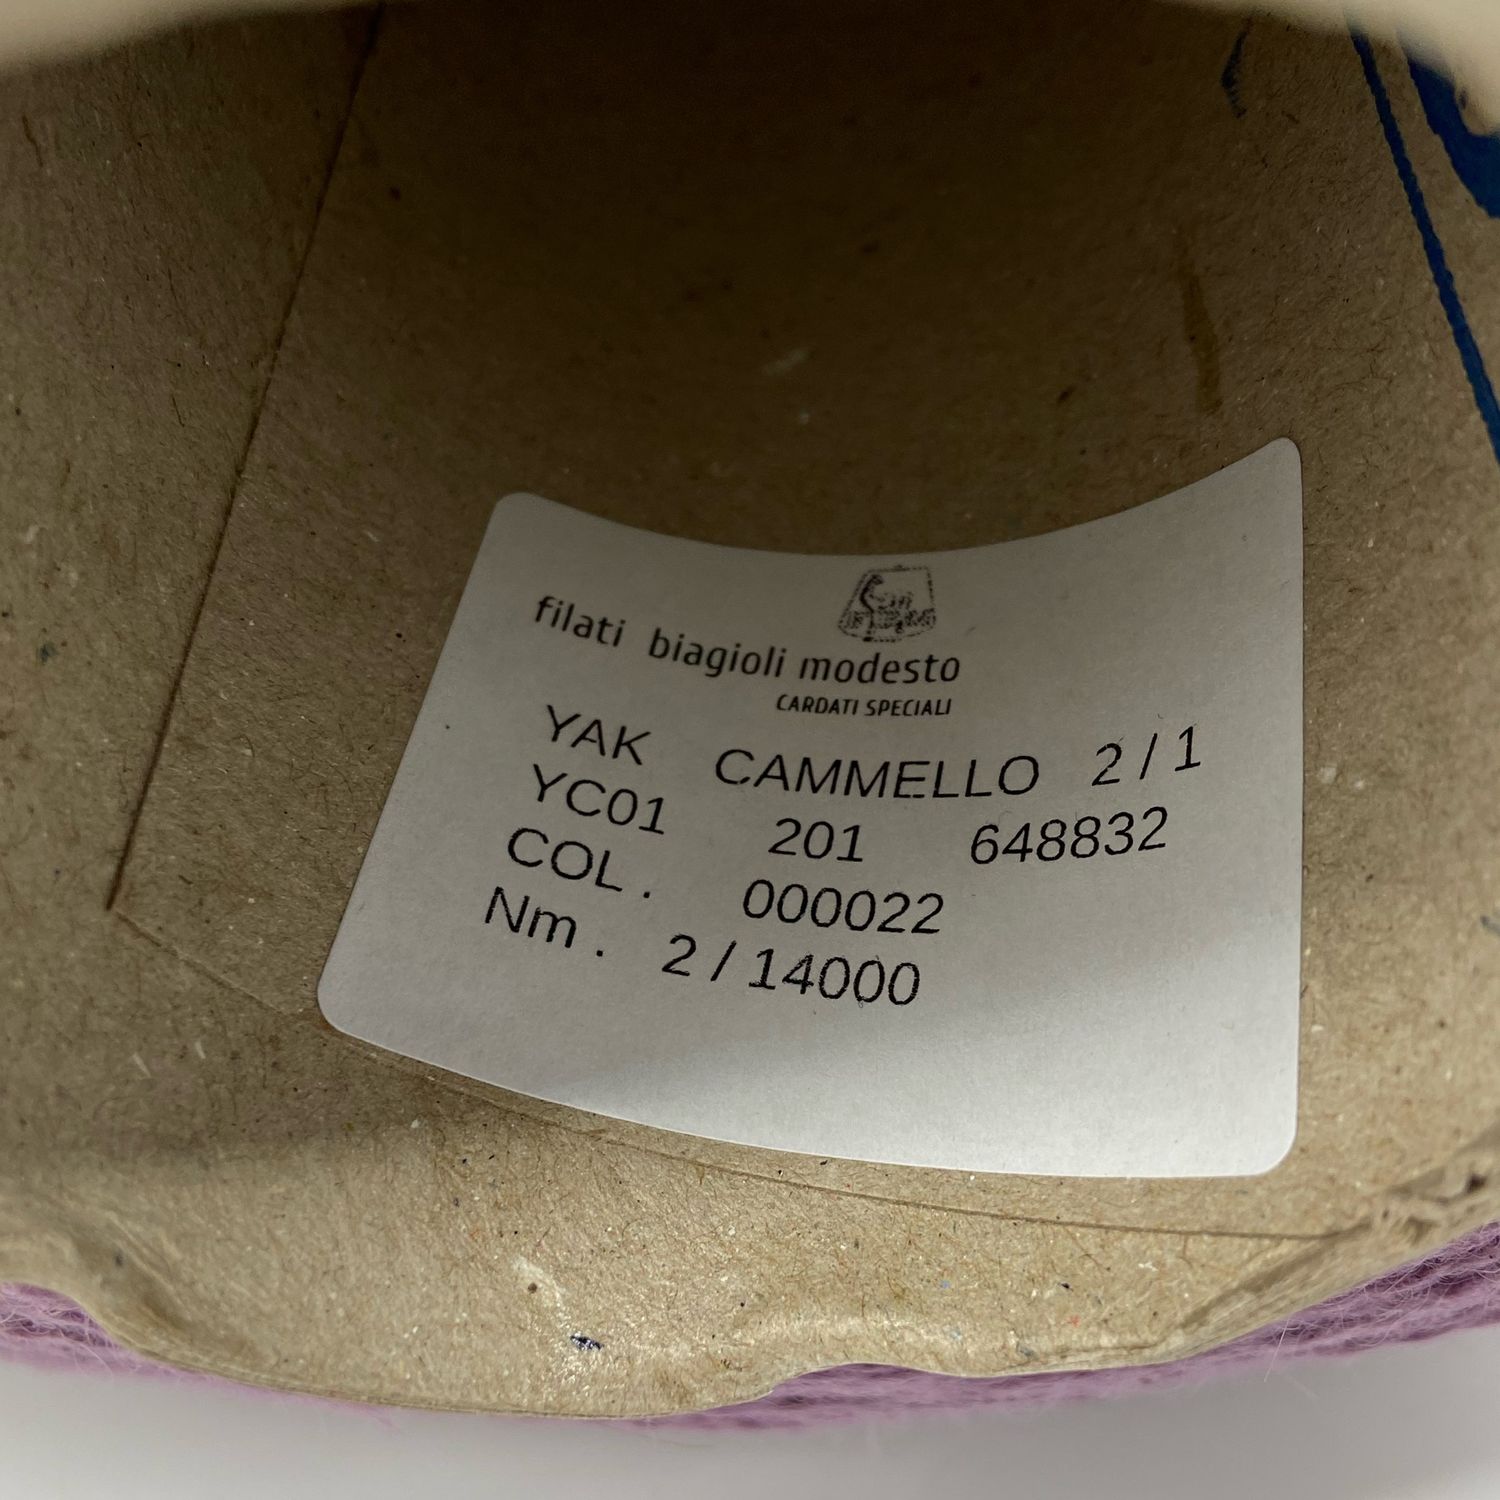 filati biagioli modesto
CARDATI SPECIALI
YAK CAMMELLO 2 / 1
YC01 201 648832
COL . 000022
Nm . 2 / 14000